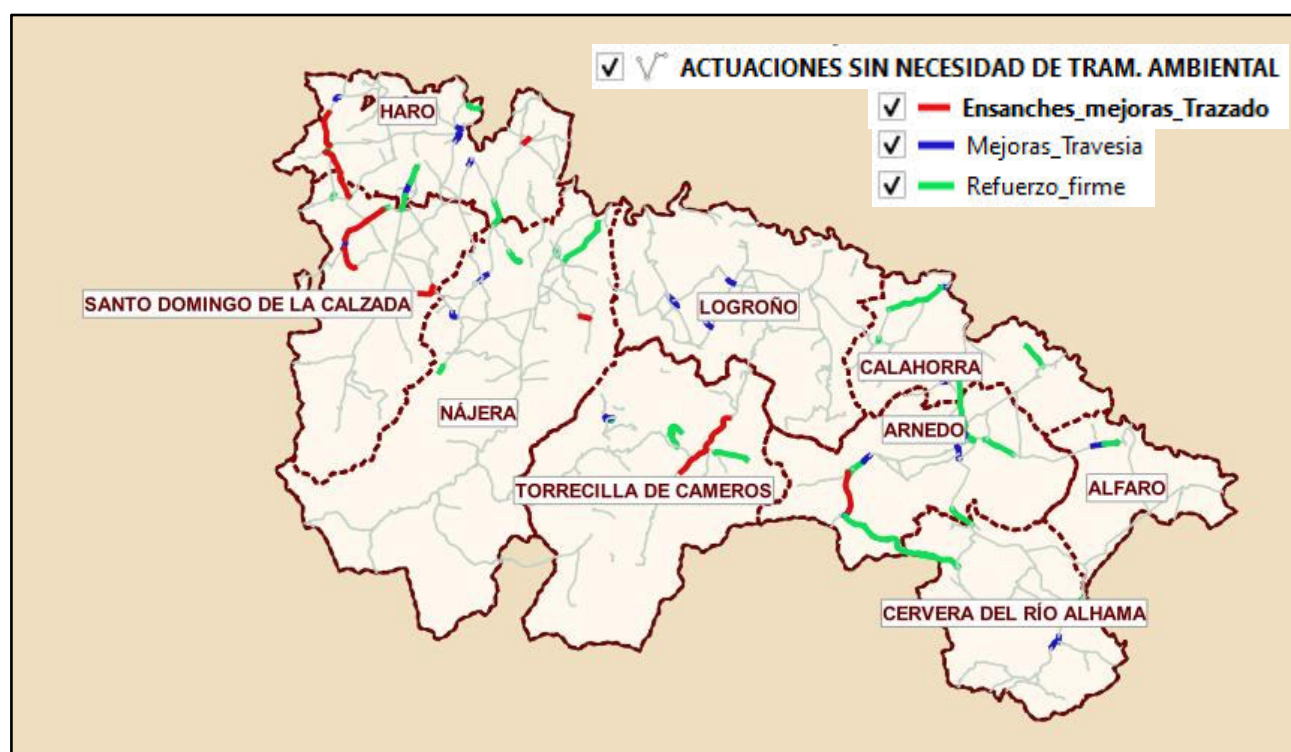 ACTUACIONES SIN NECESIDAD DE TRAM. AMBIENTAL
Ensanches_mejoras_Trazado
Mejoras_Travesia
Refuerzo_firme
HARO
SANTO DOMINGO DE LA CALZADA
LOGROÑO
CALAHORRA
NÁJERA
ARNEDO
TORRECILLA DE CAMEROS
ALFARO
CERVERA DEL RÍO ALHAMA